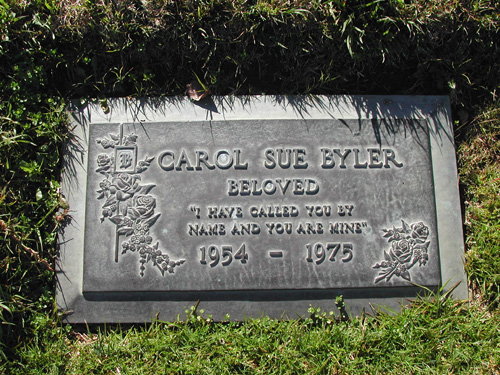 B
CAROL SUE BYLER
BELOVED
"I HAVE CALLED YOU BY
NAME AND YOU ARE MINE"
1954 - 1975